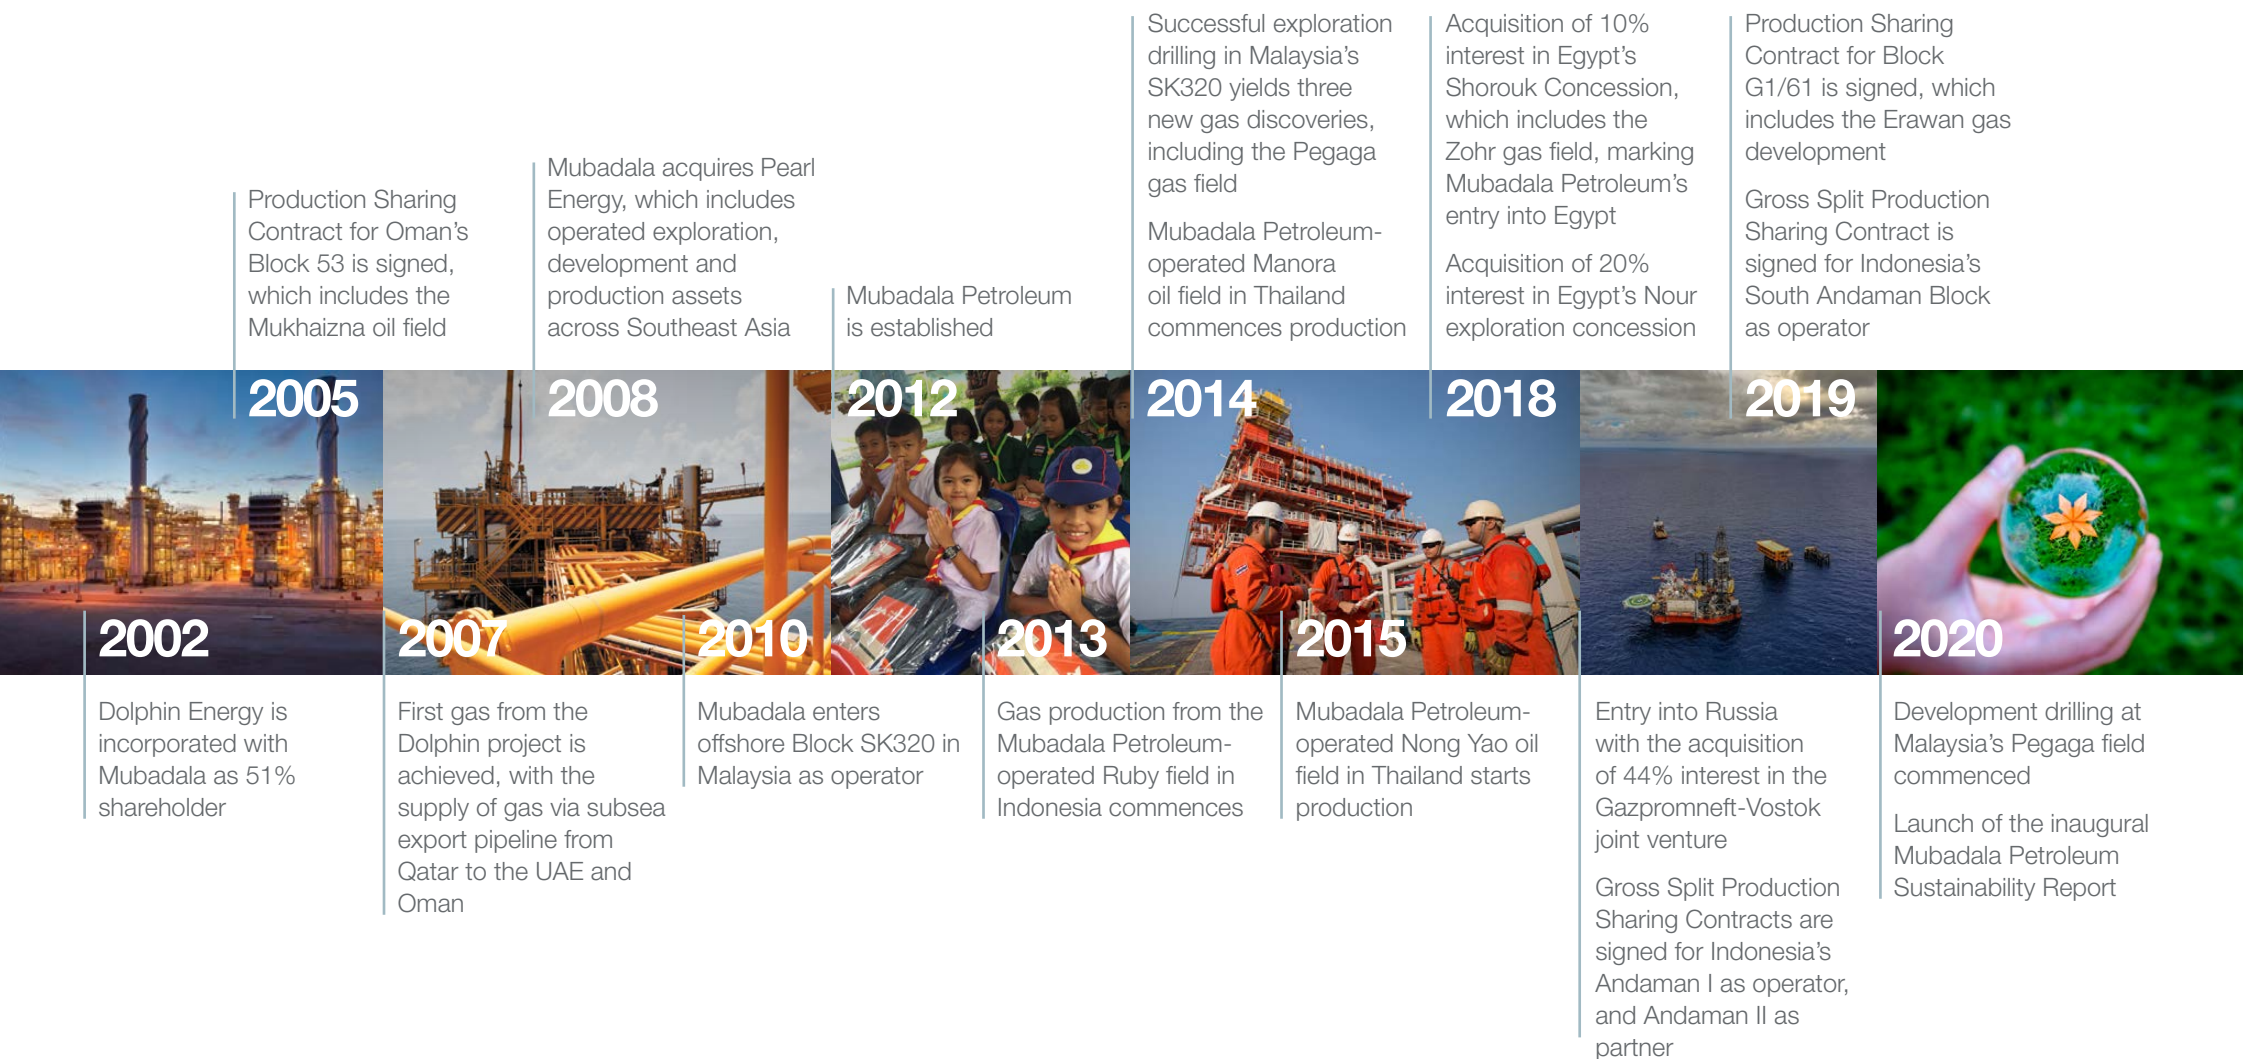 2002
Dolphin Energy is
incorporated with
Mubadala as 51%
shareholder
Production Sharing
Contract for Oman’s
Block 53 is signed,
which includes the
Mukhaizna oil field
2005
2007
First gas from the
Dolphin project is
achieved, with the
supply of gas via subsea
export pipeline from
Qatar to the UAE and
Oman
Mubadala acquires Pearl
Energy, which includes
operated exploration,
development and
production assets
across Southeast Asia
2008
2010
Mubadala enters
offshore Block SK320 in
Malaysia as operator
Mubadala Petroleum
is established
2012
2013
Gas production from the
Mubadala Petroleum-
operated Ruby field in
Indonesia commences
Successful exploration
drilling in Malaysia’s
SK320 yields three
new gas discoveries,
including the Pegaga
gas field
Mubadala Petroleum-
operated Manora
oil field in Thailand
commences production
2014
2015
Mubadala Petroleum-
operated Nong Yao oil
field in Thailand starts
production
Acquisition of 10%
interest in Egypt’s
Shorouk Concession,
which includes the
Zohr gas field, marking
Mubadala Petroleum’s
entry into Egypt
Acquisition of 20%
interest in Egypt’s Nour
exploration concession
2018
Entry into Russia
with the acquisition
of 44% interest in the
Gazpromneft-Vostok
joint venture
Gross Split Production
Sharing Contracts are
signed for Indonesia’s
Andaman I as operator,
and Andaman II as
partner
Production Sharing
Contract for Block
G1/61 is signed, which
includes the Erawan gas
development
Gross Split Production
Sharing Contract is
signed for Indonesia’s
South Andaman Block
as operator
2019
2020
Development drilling at
Malaysia’s Pegaga field
commenced
Launch of the inaugural
Mubadala Petroleum
Sustainability Report